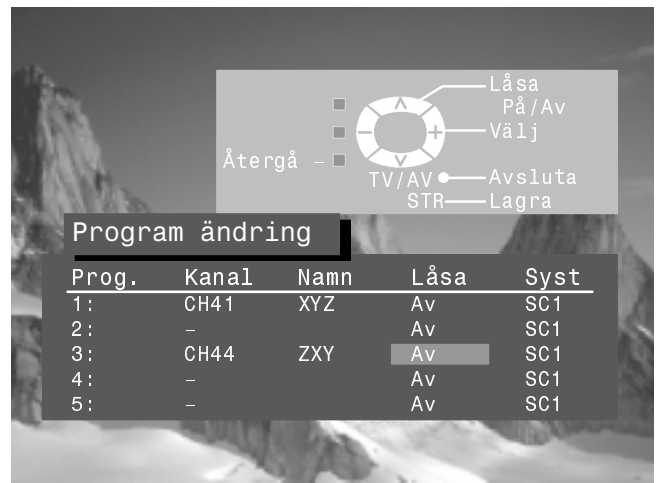 Låsa
På/Av
Välj
Återgå –
TV/AV Avsluta
STR Lagra
Program ändring
Prog. Kanal Namn Låsa Syst
1: CH41 XYZ Av SC1
2: – Av SC1
3: CH44 ZXY Av SC1
4: – Av SC1
5: – Av SC1